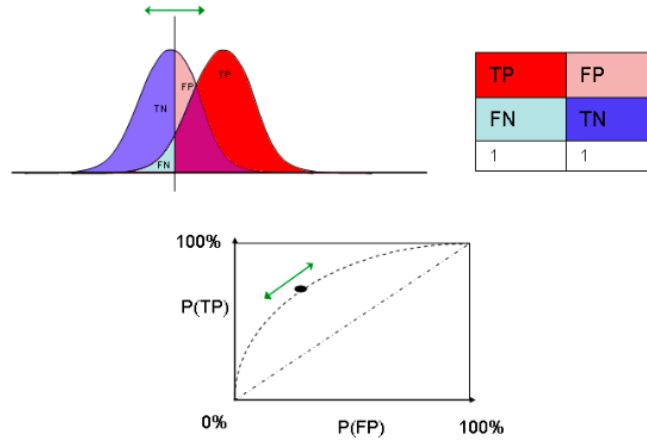 TP
FP
TN
FN
TP FP
FN TN
1 1
100%
P(TP)
0% P(FP) 100%